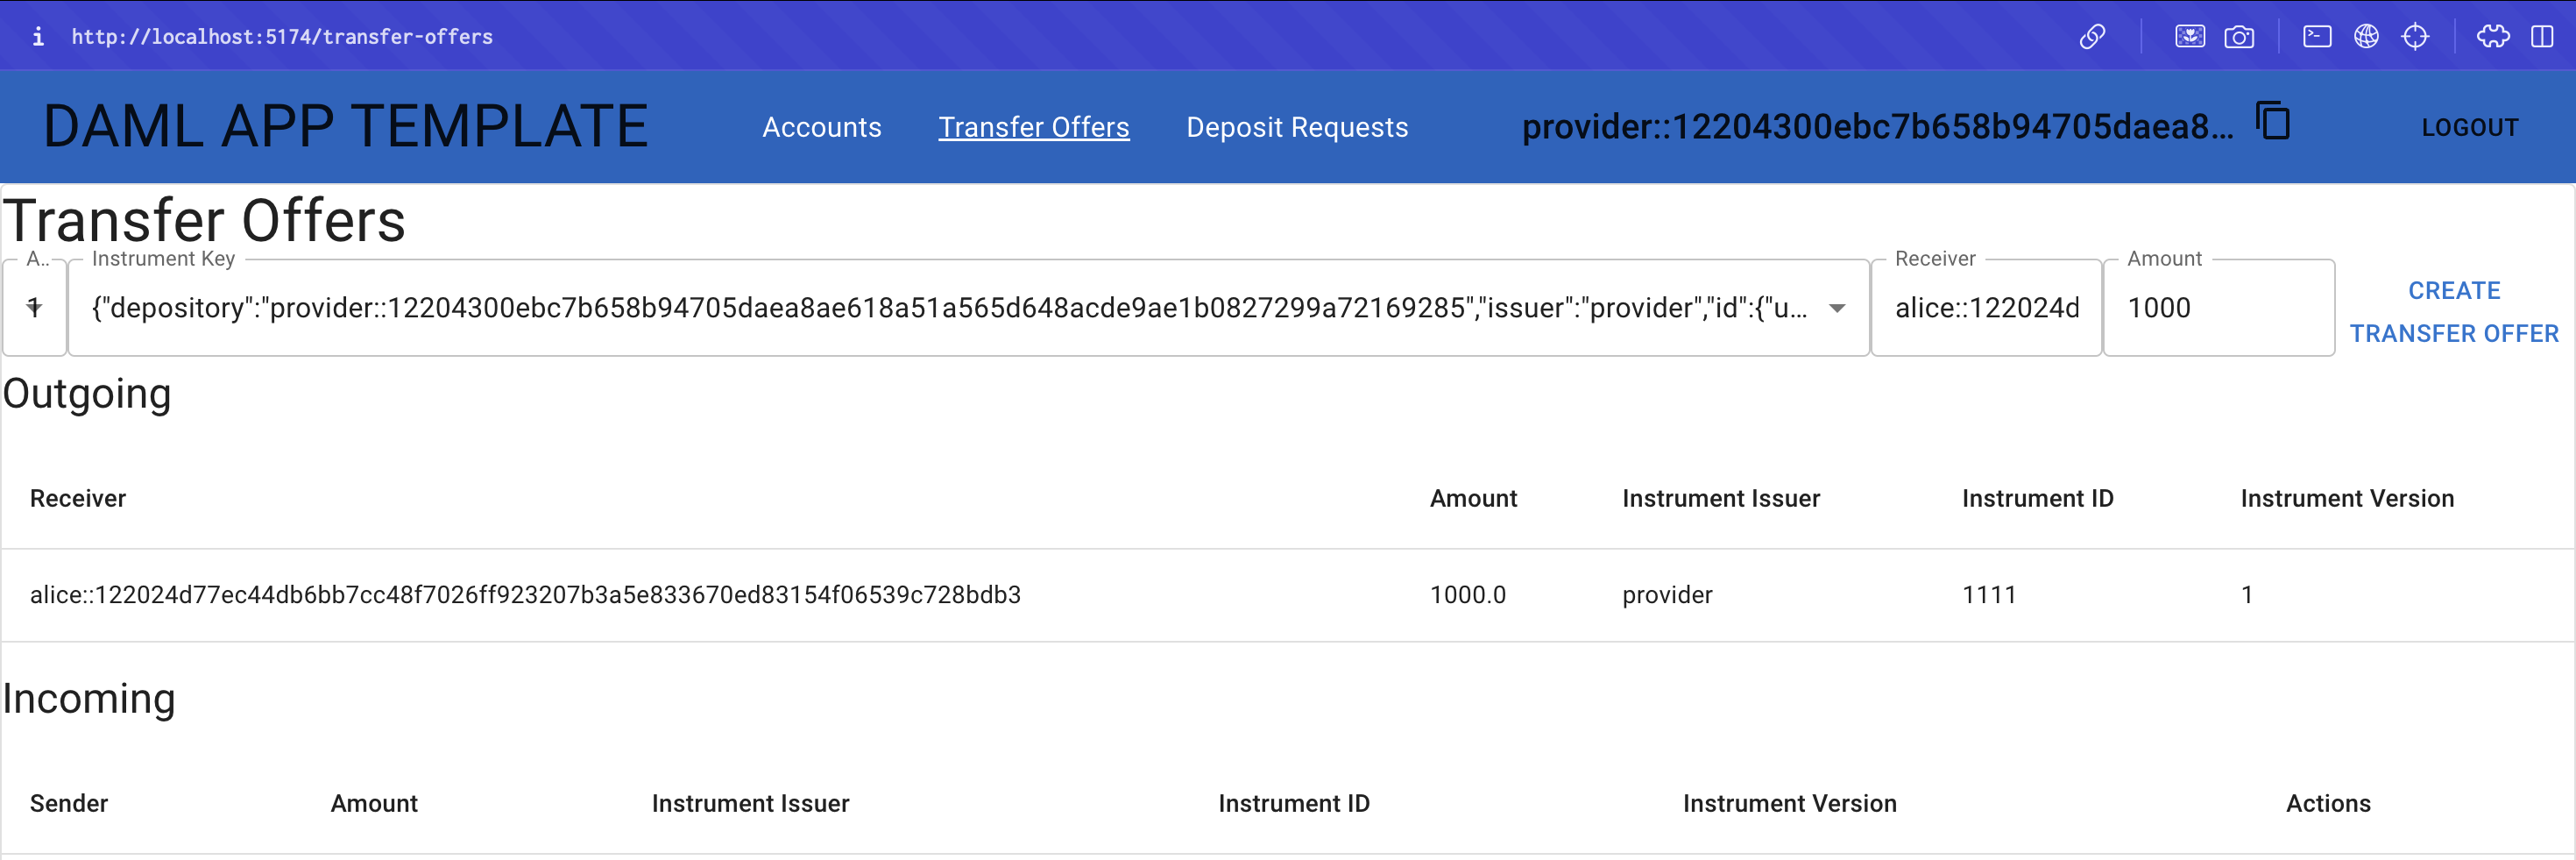 http://localhost:5174/transfer-offers
DAML APP TEMPLATE
Accounts
Transfer Offers
Deposit Requests
provider::12204300ebc7b658b94705daea8...
LOGOUT
Transfer Offers
A..
Instrument Key
Receiver
Amount
1
{"depository":"provider::12204300ebc7b658b94705daea8ae618a51a565d648acde9ae1b0827299a72169285","issuer":"provider","id":{"u...
alice::122024d
1000
CREATE
TRANSFER OFFER
Outgoing
Receiver Amount Instrument Issuer Instrument ID Instrument Version
alice::122024d77ec44db6bb7cc48f7026ff923207b3a5e833670ed83154f06539c728bdb3 1000.0 provider 1111 1
Incoming
Sender Amount Instrument Issuer Instrument ID Instrument Version Actions